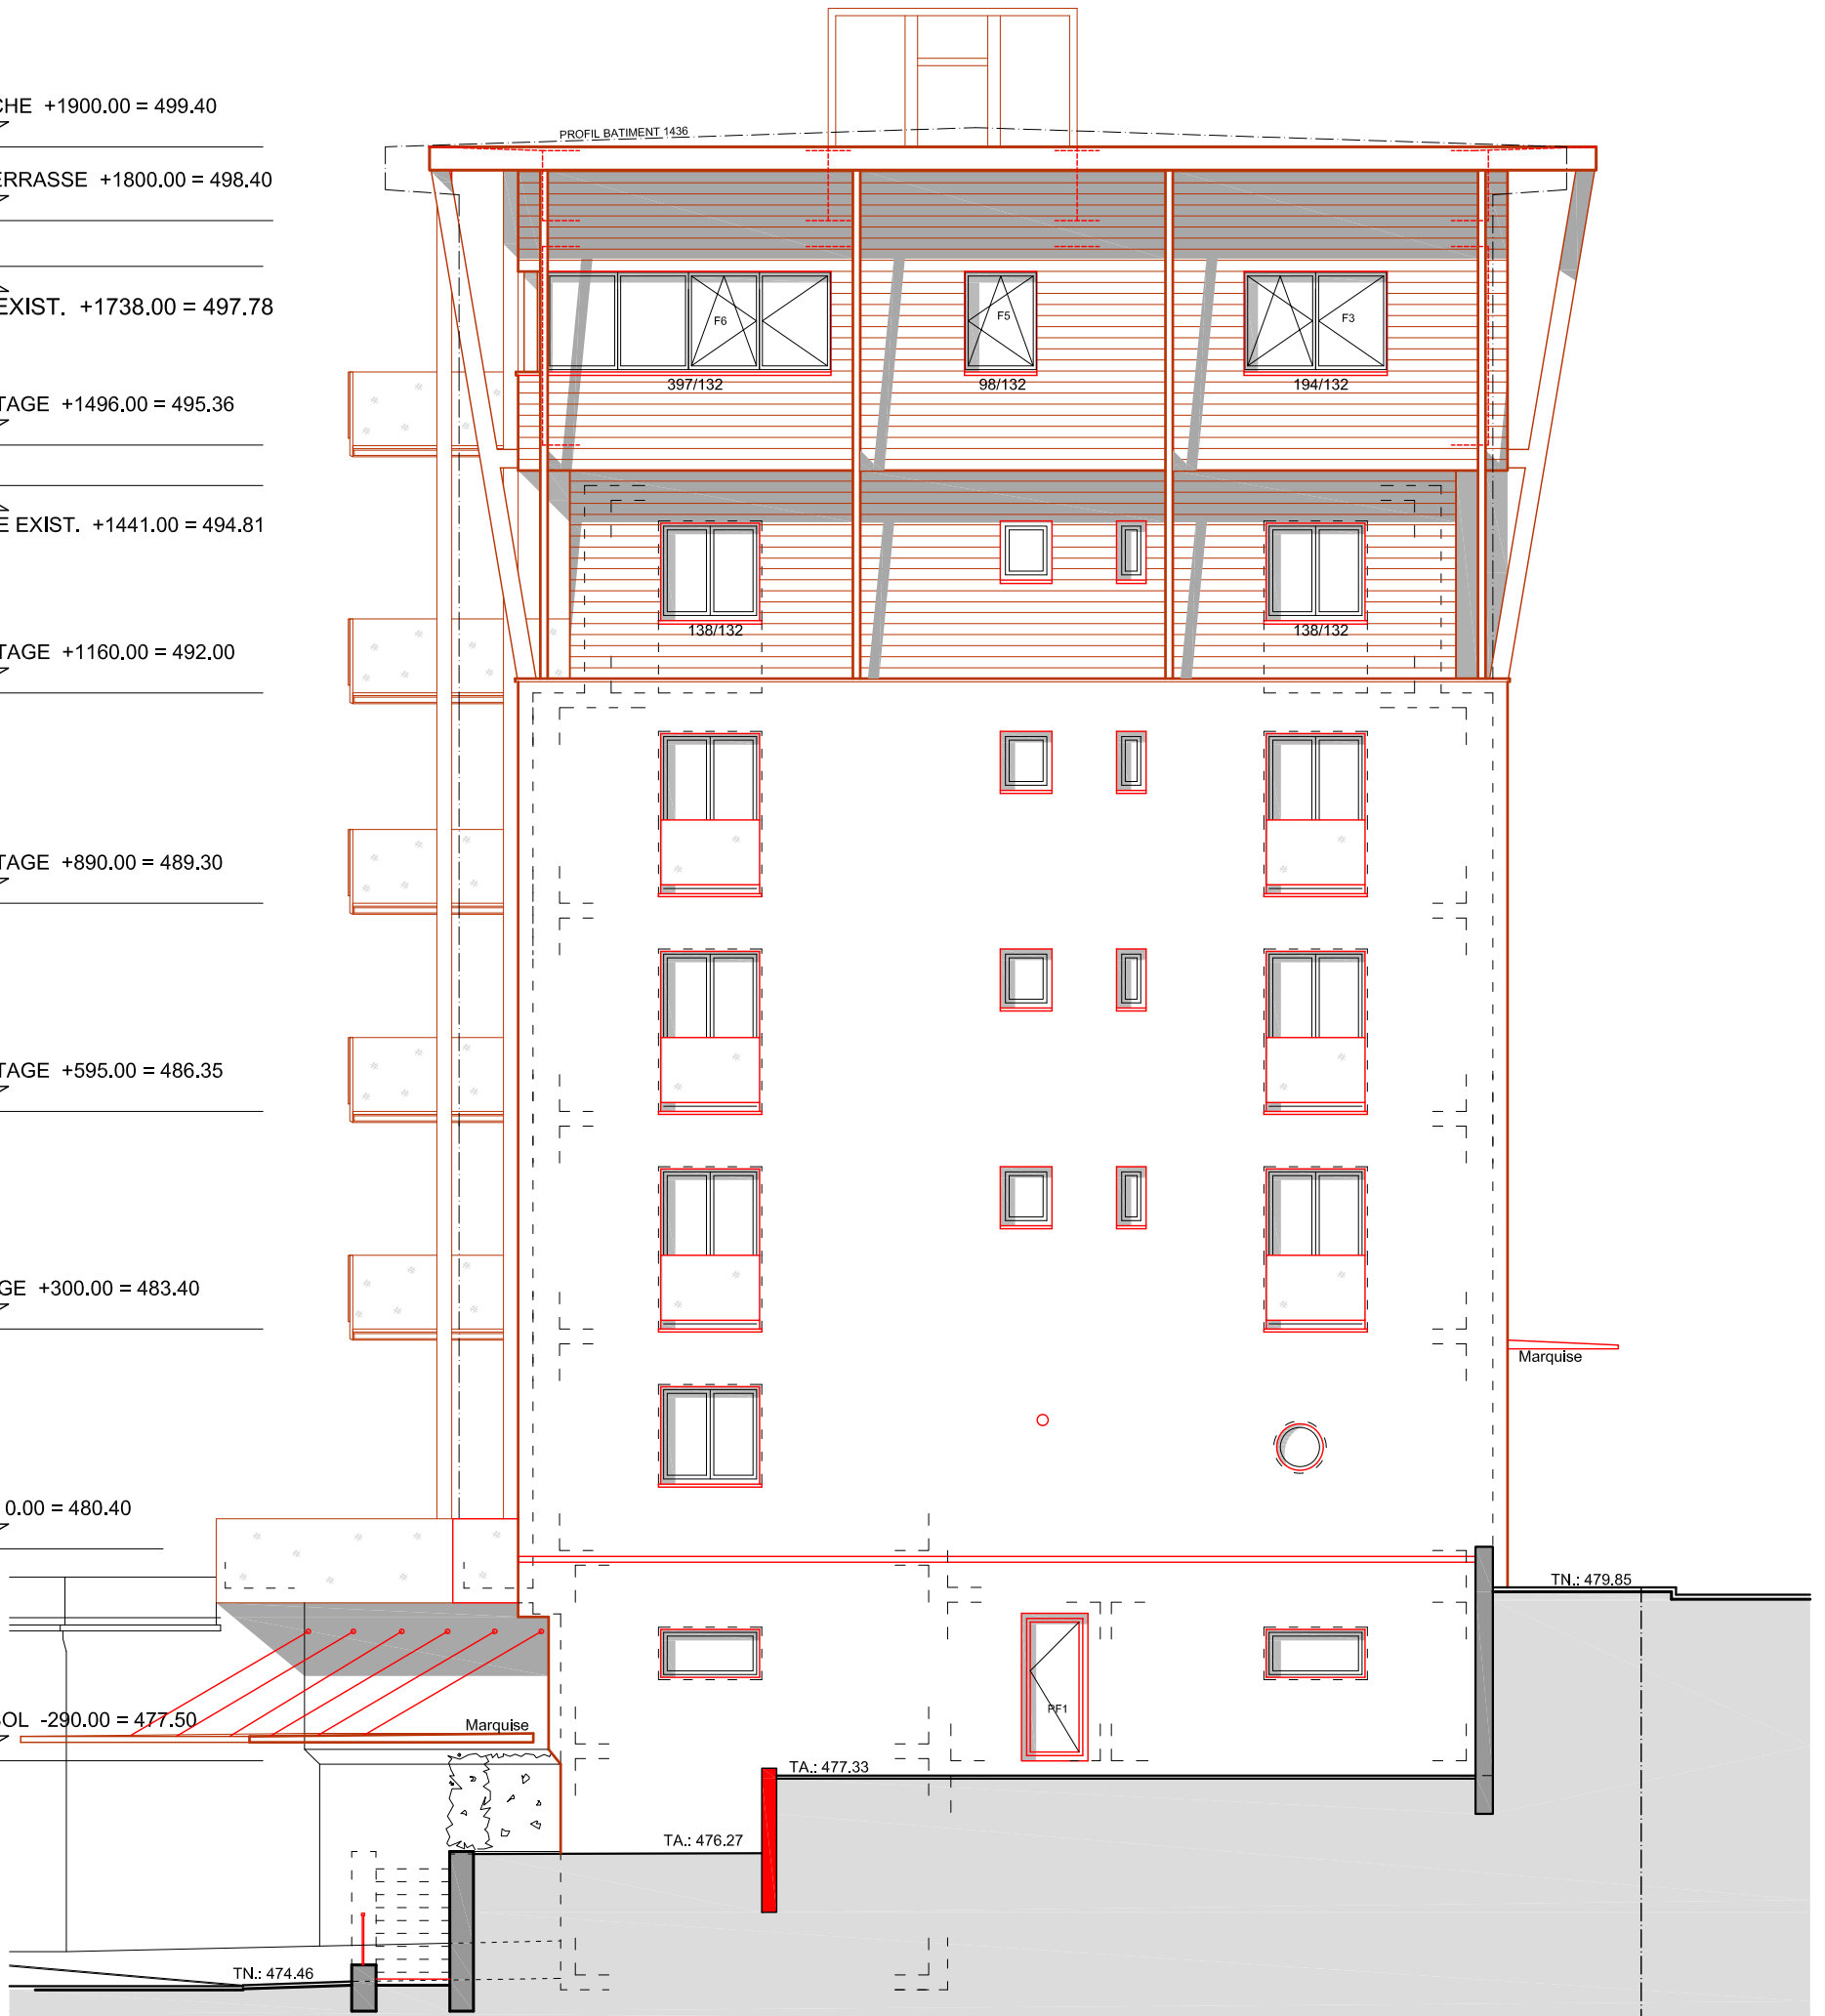 CHE +1900.00 = 499.40
PROFIL BATIMENT 1436
ERRASSE +1800.00 = 498.40
EXIST. +1738.00 = 497.78
F6
F5
F3
397/132
98/132
194/132
TAGE +1496.00 = 495.36
E EXIST. +1441.00 = 494.81
138/132
138/132
TAGE +1160.00 = 492.00
TAGE +890.00 = 489.30
TAGE +595.00 = 486.35
GE +300.00 = 483.40
Marquise
0.00 = 480.40
TN.: 479.85
PF1
OL -290.00 = 477.50
Marquise
TA.: 477.33
TA.: 476.27
TN.: 474.46